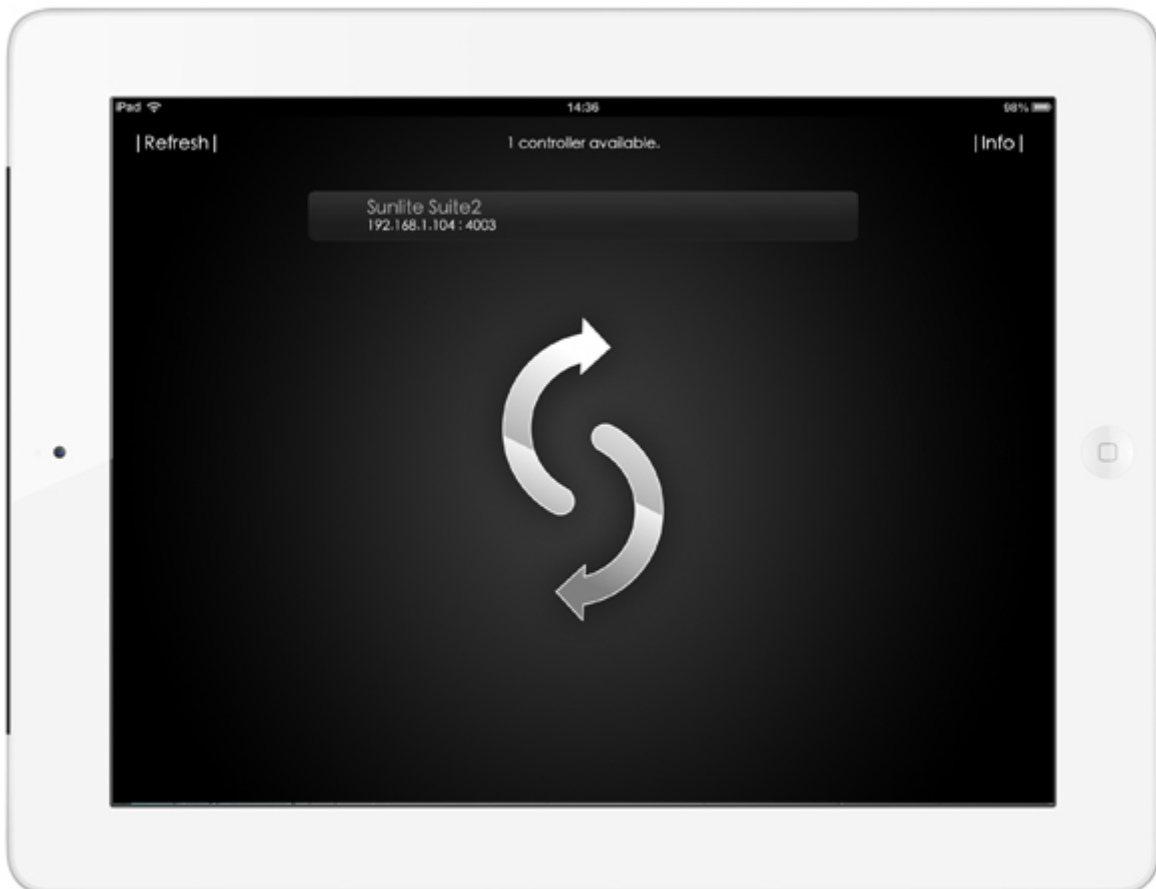 iPad
14:36
98%
|Refresh|
1 controller available.
|Info|
Sunlite Suite2
192.168.1.104 : 4003